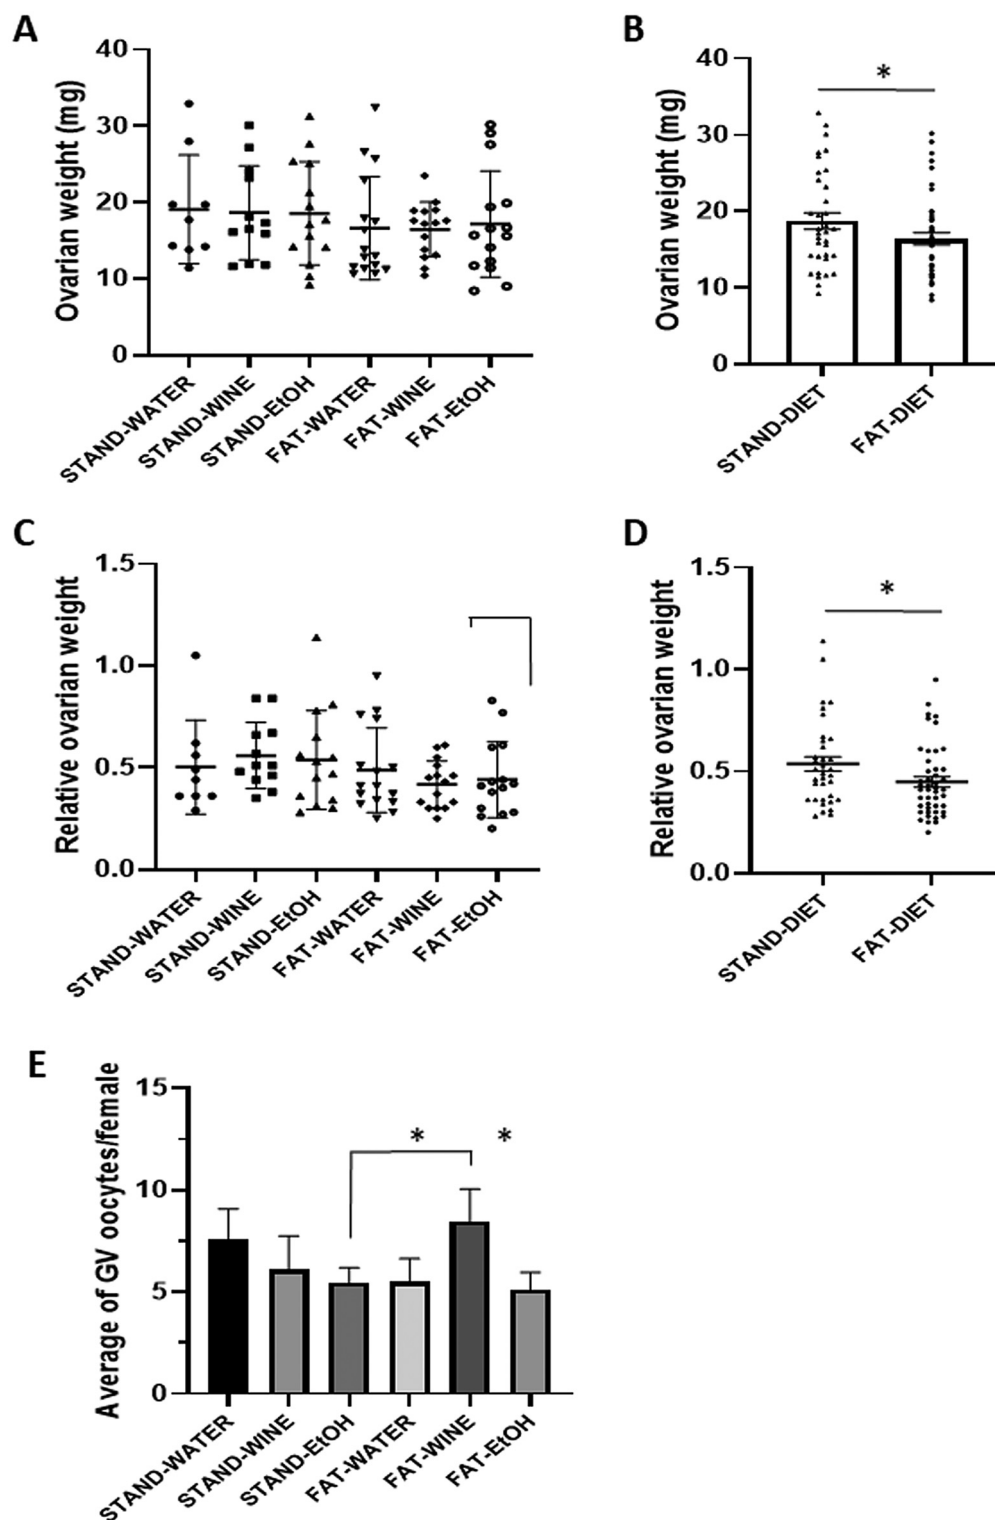 A
Ovarian weight (mg)
40
30
20
10
0
STAND-WATER
STAND-WINE
STAND-EtOH
FAT-WATER
FAT-WINE
FAT-EtOH
B
Ovarian weight (mg)
40
30
20
10
0
*
STAND-DIET
FAT-DIET
C
Relative ovarian weight
1.5
1.0
0.5
0.0
STAND-WATER
STAND-WINE
STAND-EtOH
FAT-WATER
FAT-WINE
FAT-EtOH
D
Relative ovarian weight
1.5
1.0
0.5
0.0
*
STAND-DIET
FAT-DIET
E
Average of GV oocytes/female
15
10
5
0
* *
STAND-WATER
STAND-WINE
STAND-EtOH
FAT-WATER
FAT-WINE
FAT-EtOH